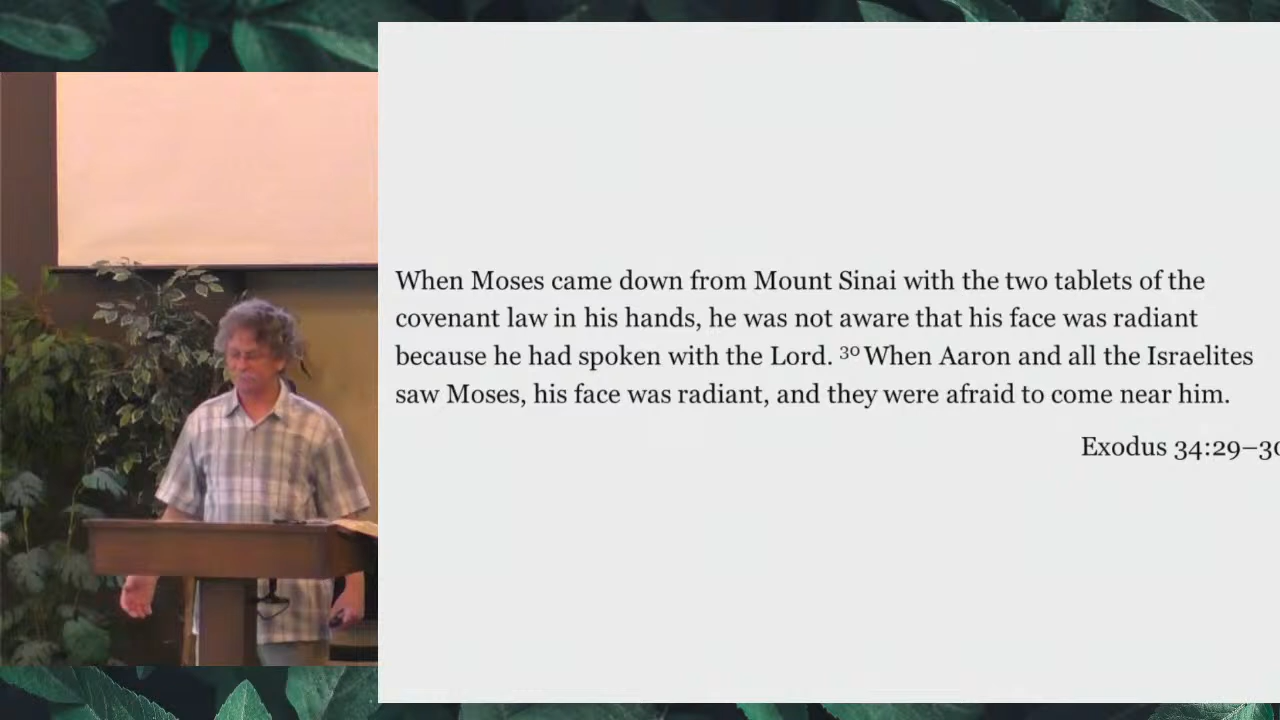 When Moses came down from Mount Sinai with the two tablets of the
covenant law in his hands, he was not aware that his face was radiant
because he had spoken with the Lord. ³⁰ When Aaron and all the Israelites
saw Moses, his face was radiant, and they were afraid to come near him.
Exodus 34:29–30